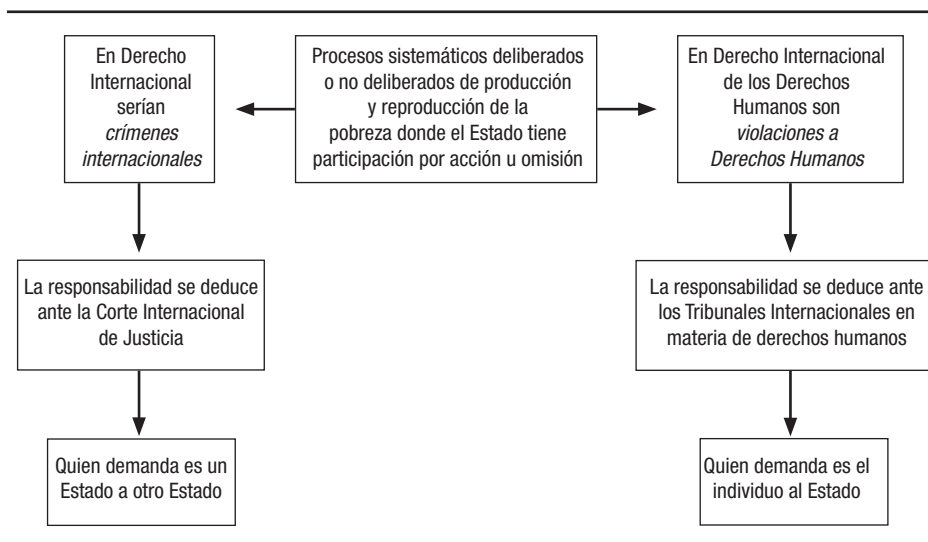 En Derecho
Internacional
serían
crímenes
internacionales
Procesos sistemáticos deliberados
o no deliberados de producción
y reproducción de la
pobreza donde el Estado tiene
participación por acción u omisión
En Derecho Internacional
de los Derechos
Humanos son
violaciones a
Derechos Humanos
La responsabilidad se deduce
ante la Corte Internacional
de Justicia
La responsabilidad se deduce ante
los Tribunales Internacionales en
materia de derechos humanos
Quien demanda es un
Estado a otro Estado
Quien demanda es el
individuo al Estado